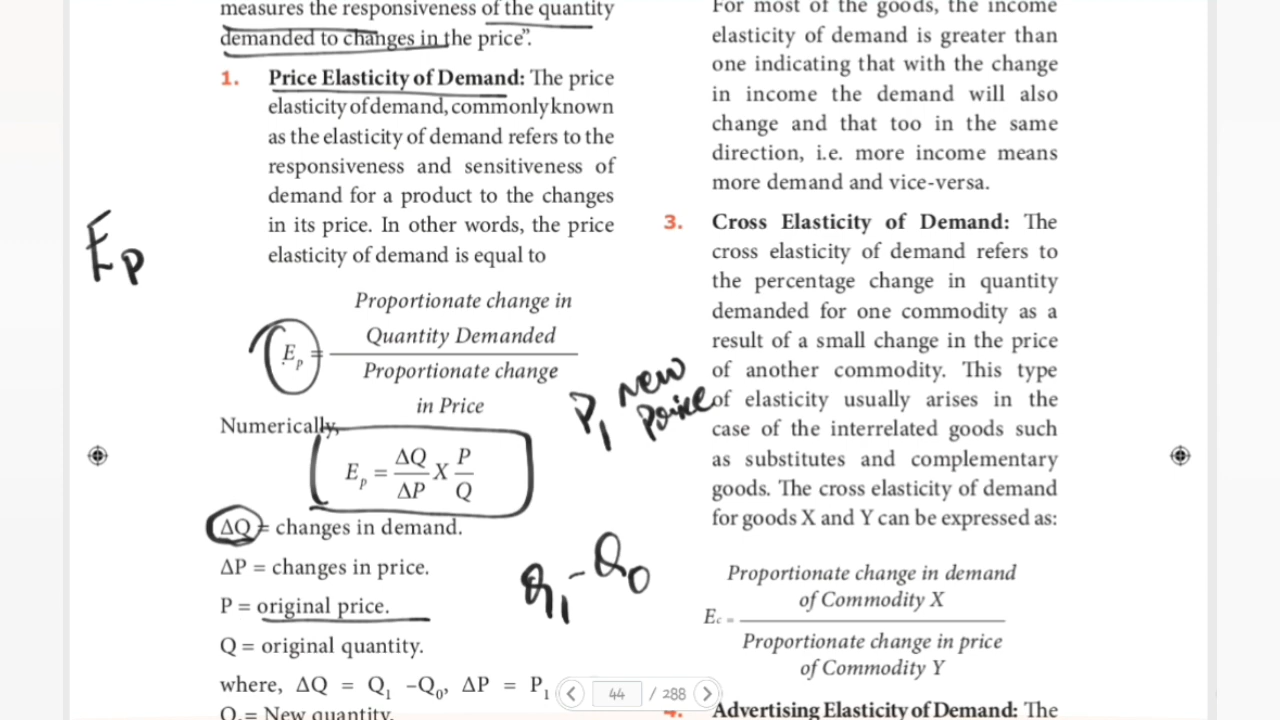 measures the responsiveness of the quantity
demanded to changes in the price".
1. Price Elasticity of Demand: The price
elasticity of demand, commonly known
as the elasticity of demand refers to the
responsiveness and sensitiveness of
demand for a product to the changes
in its price. In other words, the price
elasticity of demand is equal to
Ep
Proportionate change in
Quantity Demanded
Ep =
Proportionate change
in Price
Numerically,
Ep = ΔQ/ΔP X P/Q
ΔQ = changes in demand.
ΔP = changes in price.
P = original price.
Q = original quantity.
where, ΔQ = Q1 –Q0, ΔP = P1
Q = New quantity.
P1 New
Price
Q1 - Q0
For most of the goods, the income
elasticity of demand is greater than
one indicating that with the change
in income the demand will also
change and that too in the same
direction, i.e. more income means
more demand and vice-versa.
3. Cross Elasticity of Demand: The
cross elasticity of demand refers to
the percentage change in quantity
demanded for one commodity as a
result of a small change in the price
of another commodity. This type
of elasticity usually arises in the
case of the interrelated goods such
as substitutes and complementary
goods. The cross elasticity of demand
for goods X and Y can be expressed as:
Proportionate change in demand
of Commodity X
Ec =
Proportionate change in price
of Commodity Y
4. Advertising Elasticity of Demand: The
44 / 288